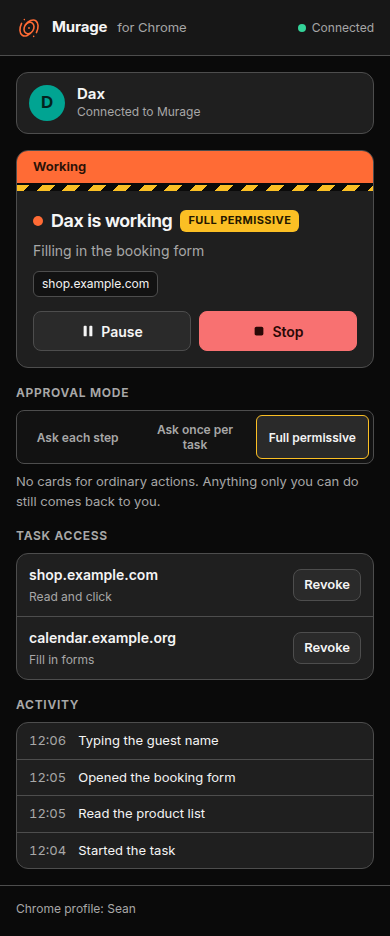 Murage for Chrome Connected
D
Dax
Connected to Murage
Working
Dax is working FULL PERMISSIVE
Filling in the booking form
shop.example.com
Pause Stop
APPROVAL MODE
Ask each step Ask once per task Full permissive
No cards for ordinary actions. Anything only you can do
still comes back to you.
TASK ACCESS
shop.example.com
Read and click
Revoke
calendar.example.org
Fill in forms
Revoke
ACTIVITY
12:06 Typing the guest name
12:05 Opened the booking form
12:05 Read the product list
12:04 Started the task
Chrome profile: Sean